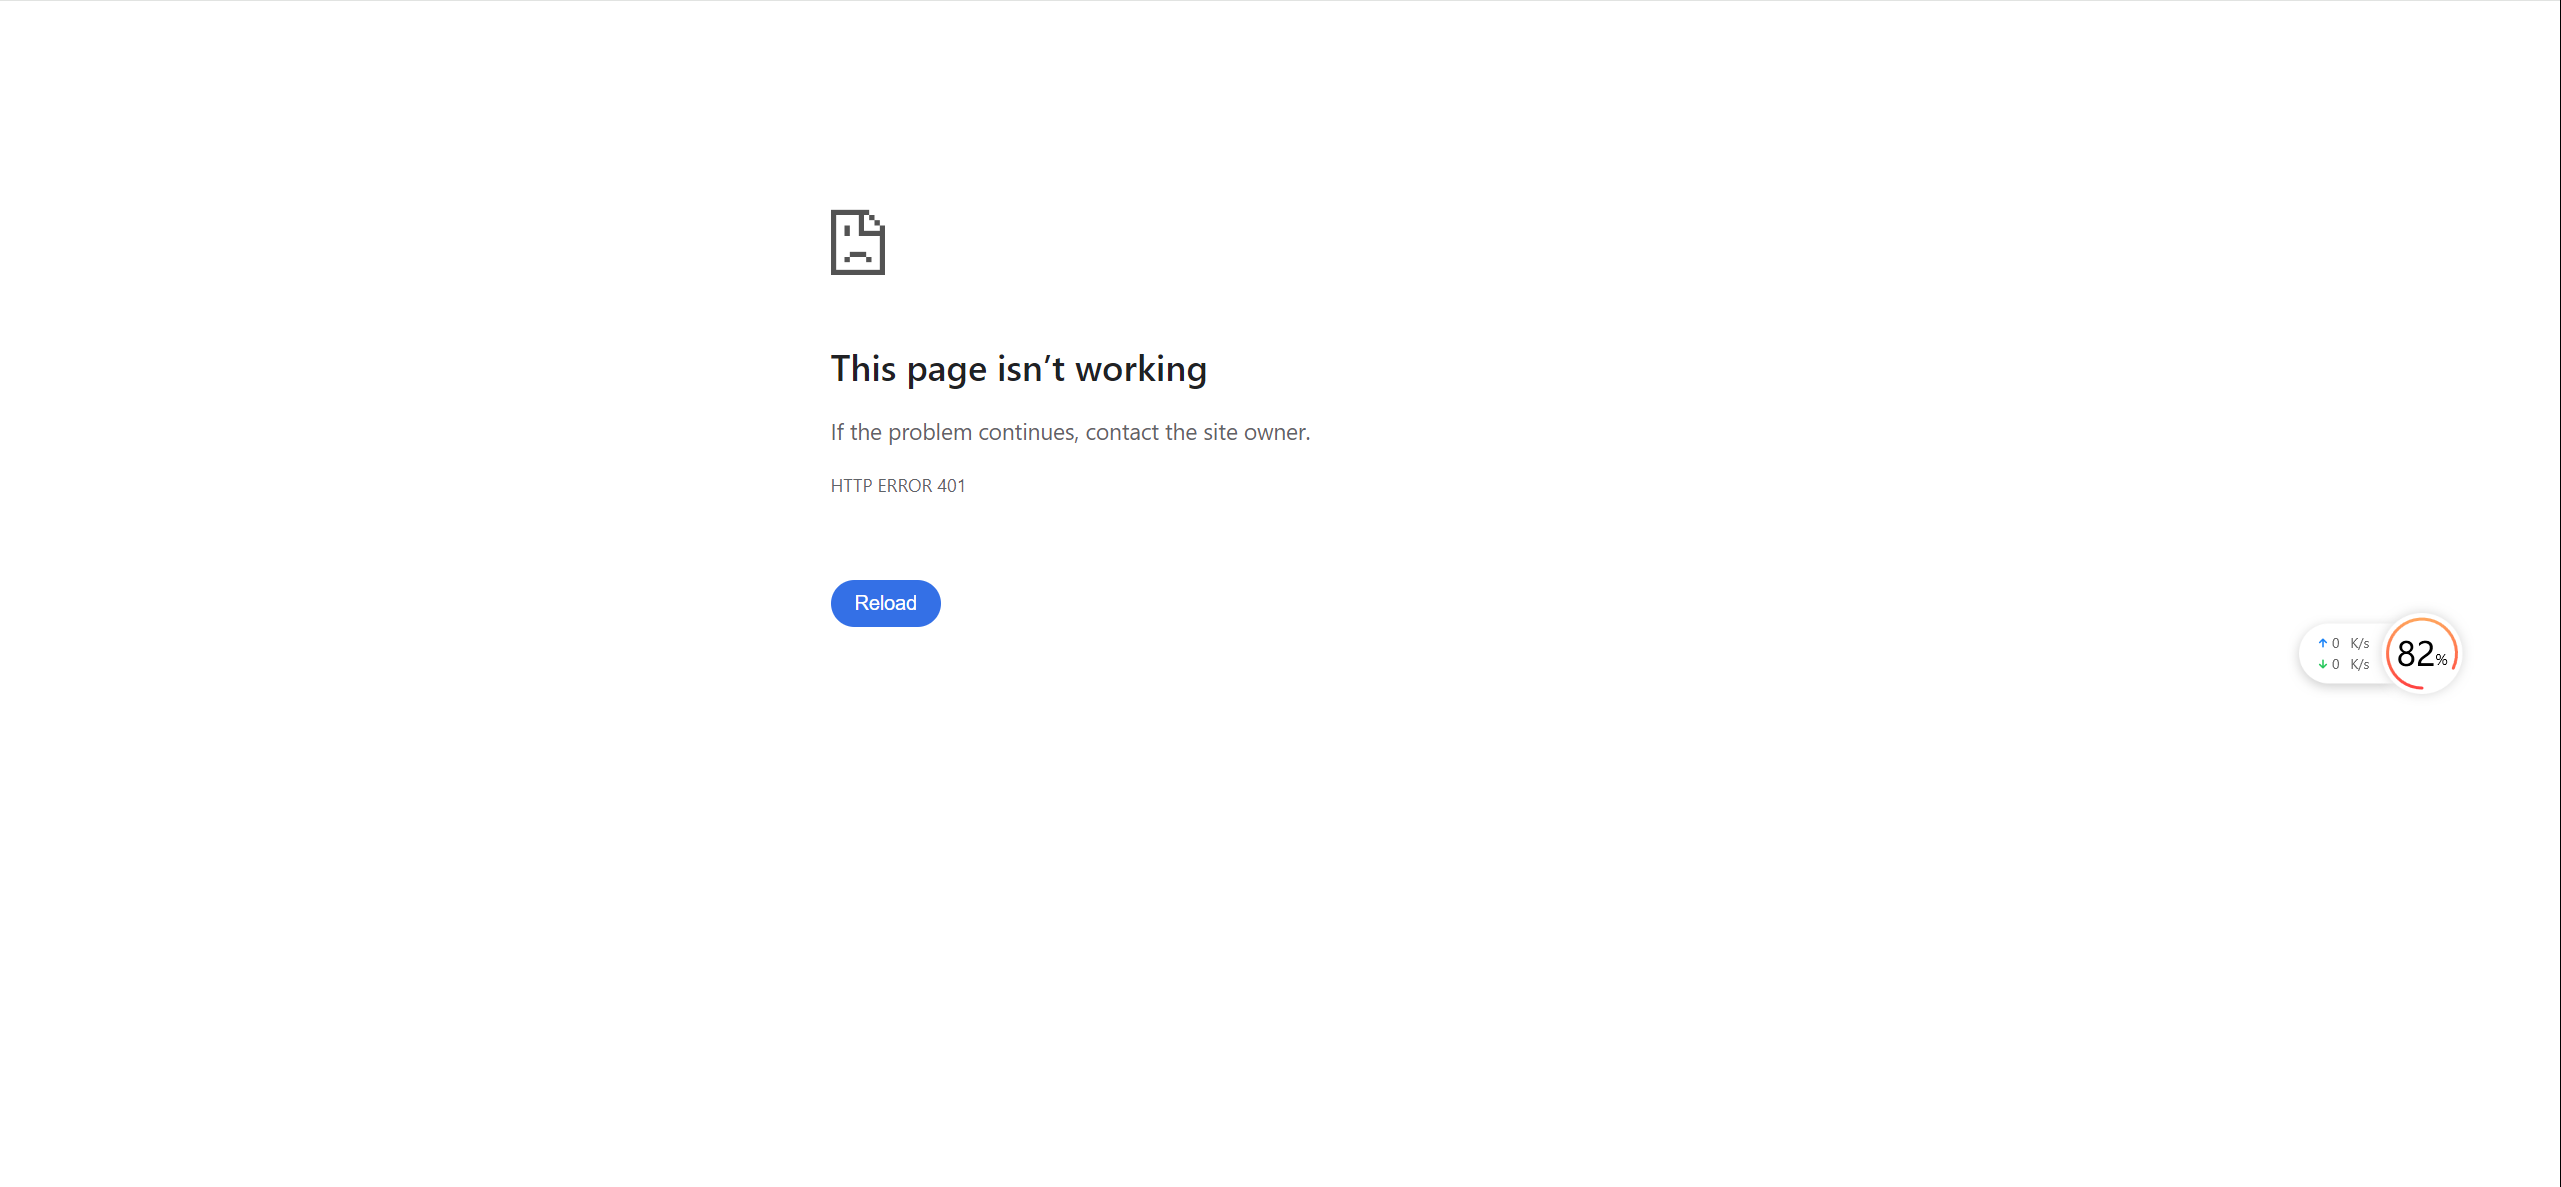 This page isn’t working
If the problem continues, contact the site owner.
HTTP ERROR 401
Reload
↑ 0 K/s
↓ 0 K/s
82%